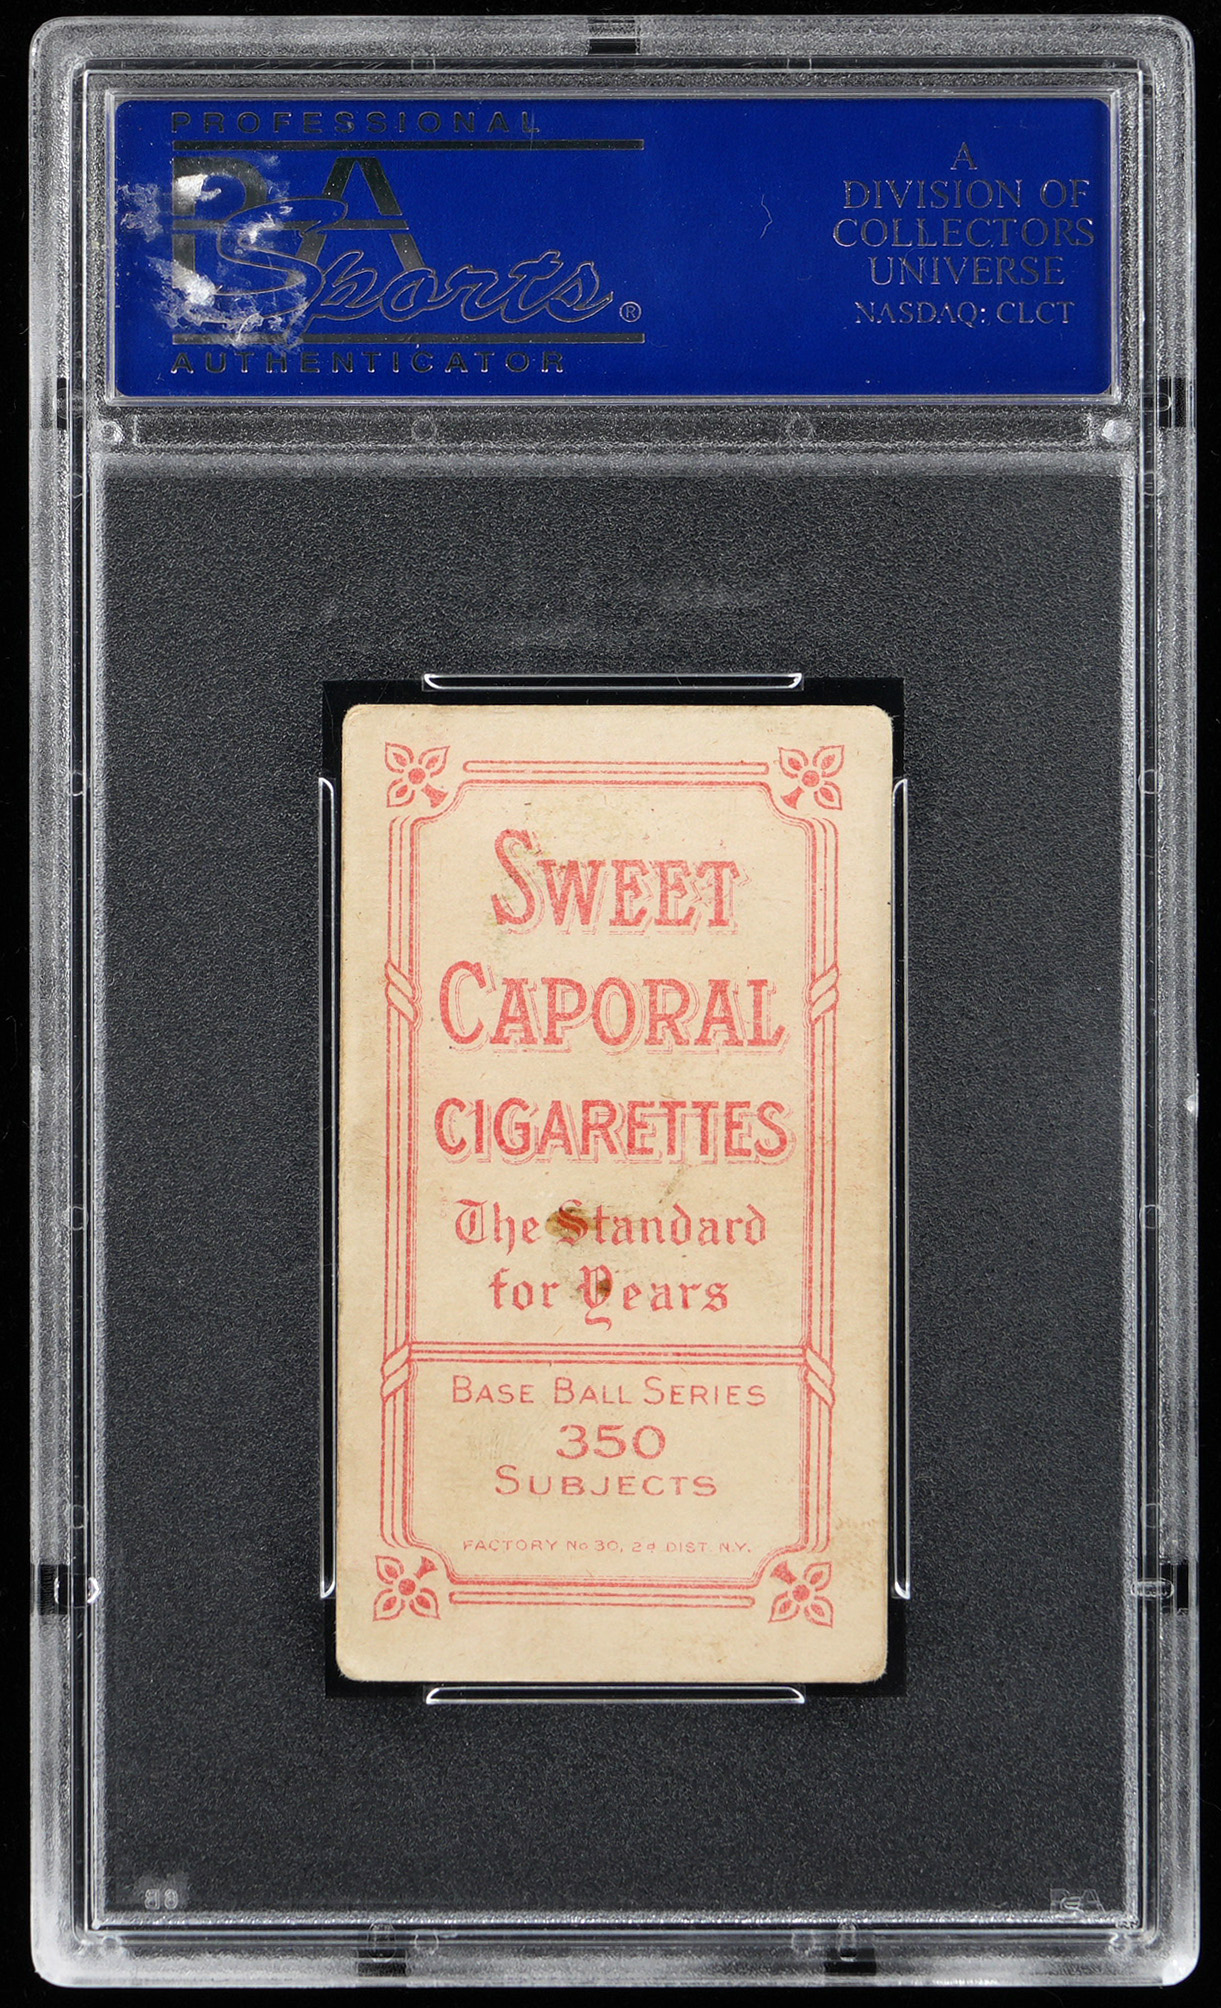 PROFESSIONAL
PSA
Sports®
AUTHENTICATOR
A
DIVISION OF
COLLECTORS
UNIVERSE
NASDAQ: CLCT
SWEET
CAPORAL
CIGARETTES
The Standard
for Years
BASE BALL SERIES
350
SUBJECTS
FACTORY No 30, 2d DIST. N.Y.
PSA